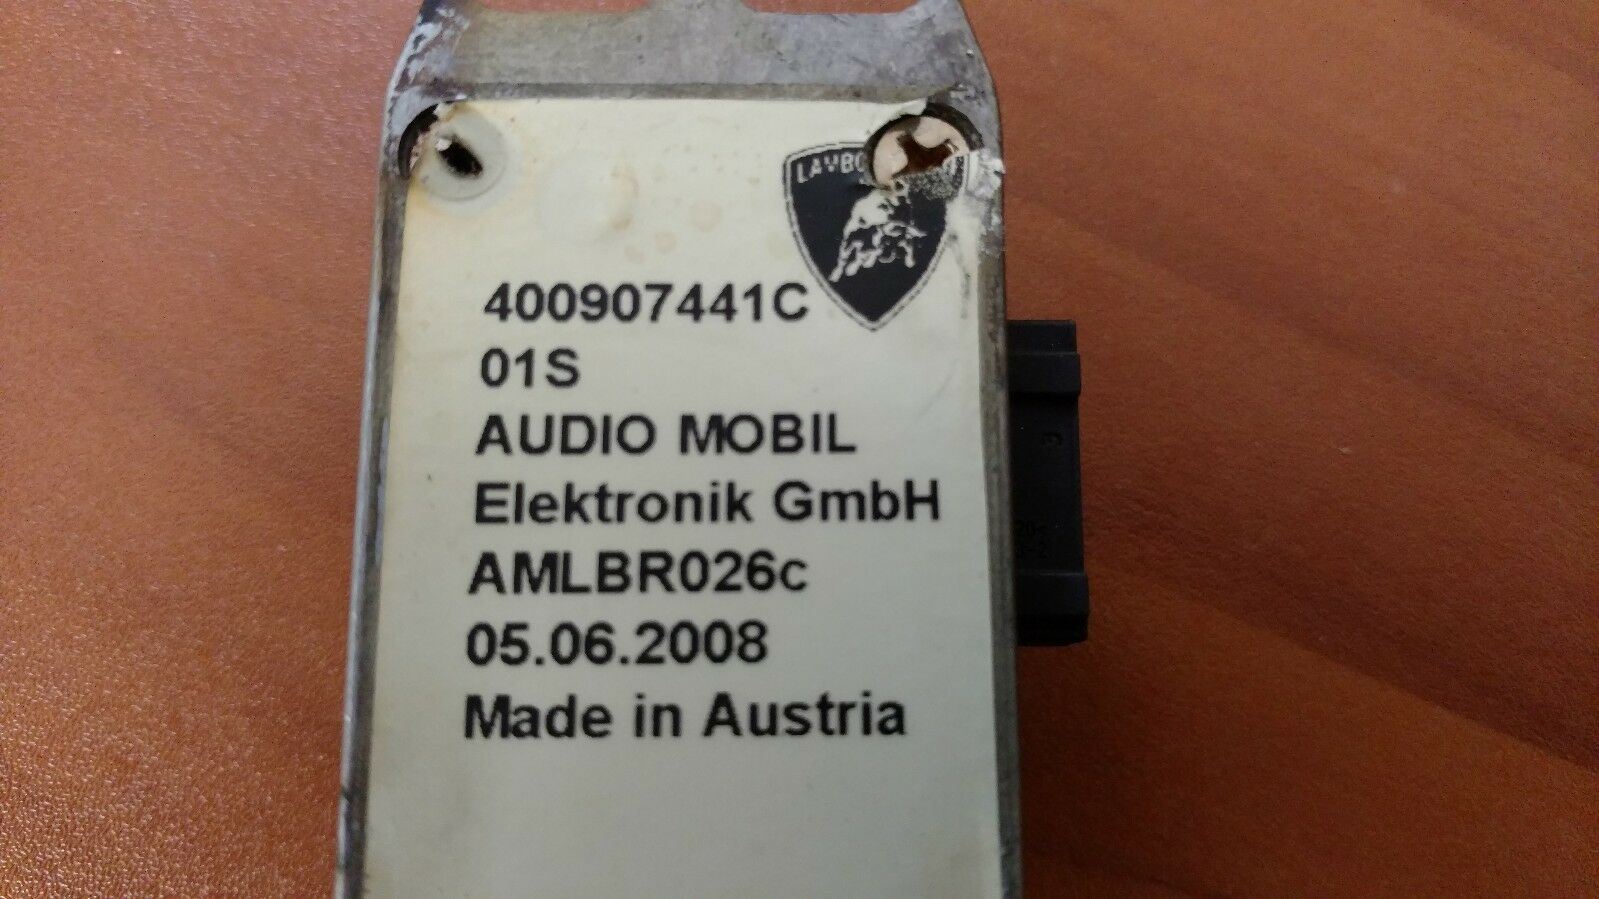 400907441C
01S
AUDIO MOBIL
Elektronik GmbH
AMLBR026c
05.06.2008
Made in Austria